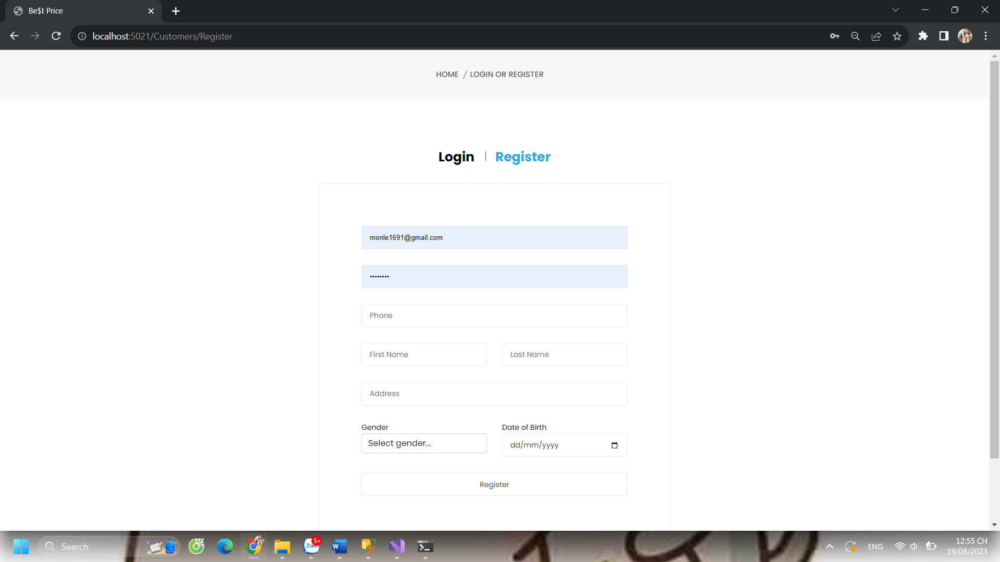 Be$t Price
localhost:5021/Customers/Register
HOME / LOGIN OR REGISTER
Login | Register
monle1691@gmail.com
••••••••
Phone
First Name Last Name
Address
Gender Date of Birth
Select gender... dd/mm/yyyy
Register
Search
Zalo
5+
W
ENG
12:55 CH
19/08/2023